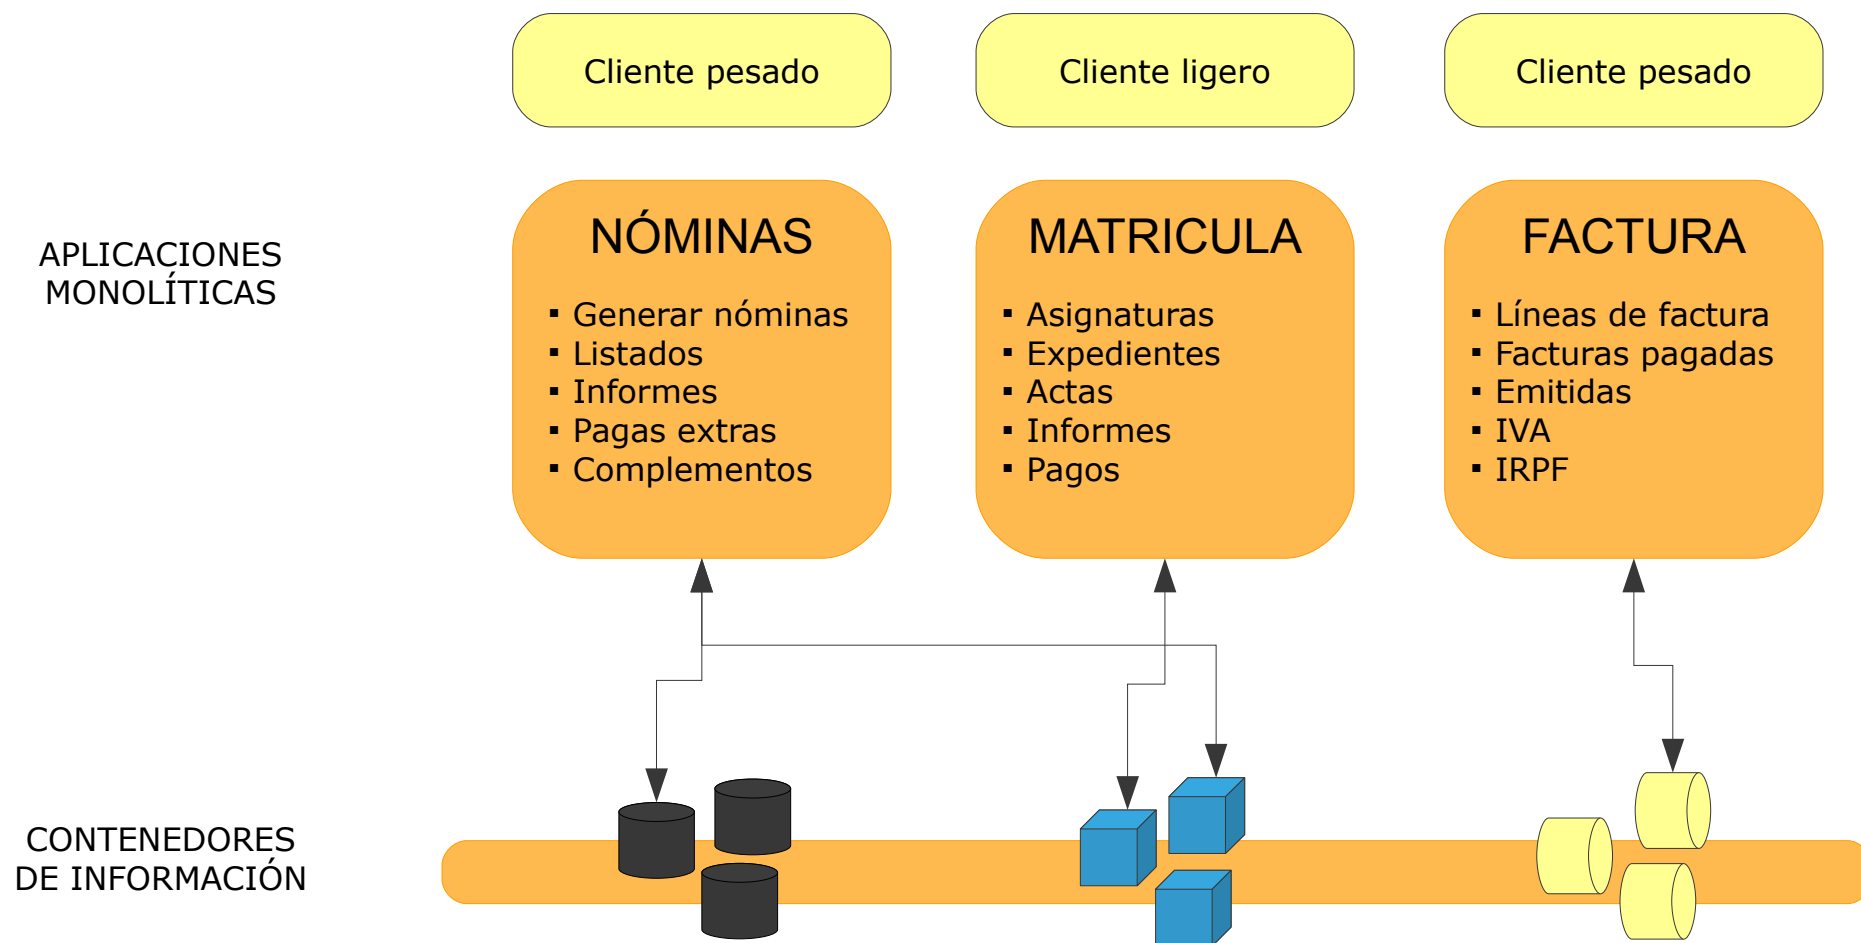 Cliente pesado
Cliente ligero
Cliente pesado
APLICACIONES
MONOLÍTICAS
NÓMINAS
▪ Generar nóminas
▪ Listados
▪ Informes
▪ Pagas extras
▪ Complementos
MATRICULA
▪ Asignaturas
▪ Expedientes
▪ Actas
▪ Informes
▪ Pagos
FACTURA
▪ Líneas de factura
▪ Facturas pagadas
▪ Emitidas
▪ IVA
▪ IRPF
CONTENEDORES
DE INFORMACIÓN